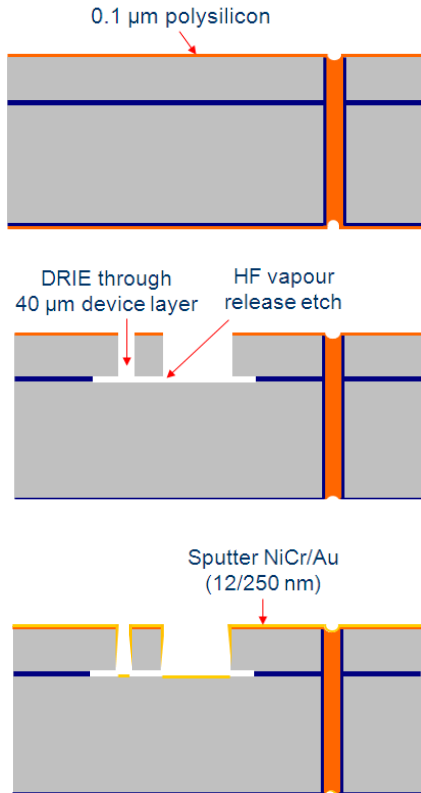 0.1 µm polysilicon
DRIE through
40 µm device layer
HF vapour
release etch
Sputter NiCr/Au
(12/250 nm)